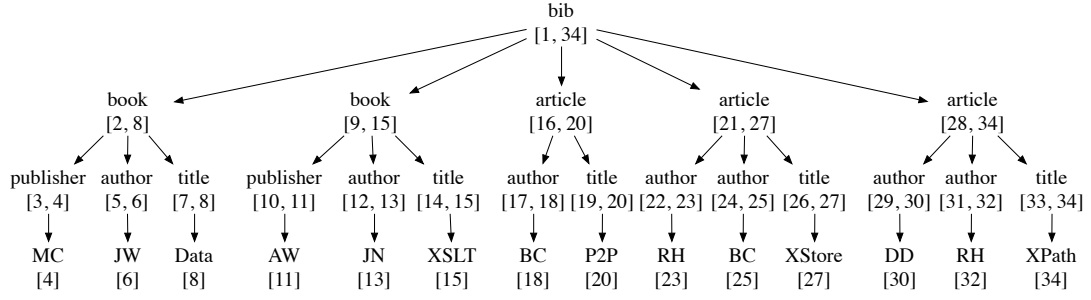 bib
[1, 34]
book book article article article
[2, 8] [9, 15] [16, 20] [21, 27] [28, 34]
publisher author title publisher author title author title author author title author author title
[3, 4] [5, 6] [7, 8] [10, 11] [12, 13] [14, 15] [17, 18] [19, 20] [22, 23] [24, 25] [26, 27] [29, 30] [31, 32] [33, 34]
MC JW Data AW JN XSLT BC P2P RH BC XStore DD RH XPath
[4] [6] [8] [11] [13] [15] [18] [20] [23] [25] [27] [30] [32] [34]